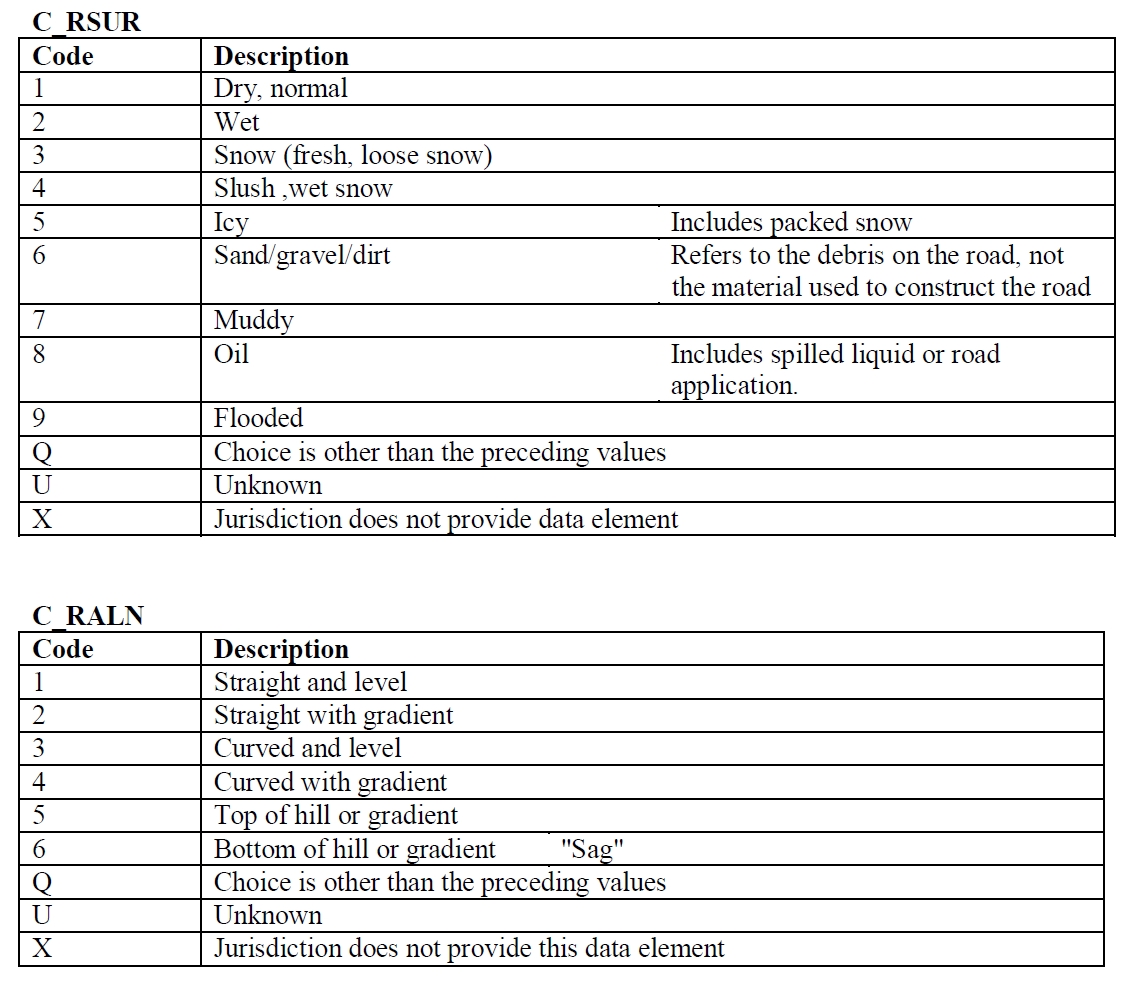 C_RSUR
Code Description
1 Dry, normal
2 Wet
3 Snow (fresh, loose snow)
4 Slush ,wet snow
5 Icy Includes packed snow
6 Sand/gravel/dirt Refers to the debris on the road, not
the material used to construct the road
7 Muddy
8 Oil Includes spilled liquid or road
application.
9 Flooded
Q Choice is other than the preceding values
U Unknown
X Jurisdiction does not provide data element
C_RALN
Code Description
1 Straight and level
2 Straight with gradient
3 Curved and level
4 Curved with gradient
5 Top of hill or gradient
6 Bottom of hill or gradient "Sag"
Q Choice is other than the preceding values
U Unknown
X Jurisdiction does not provide this data element